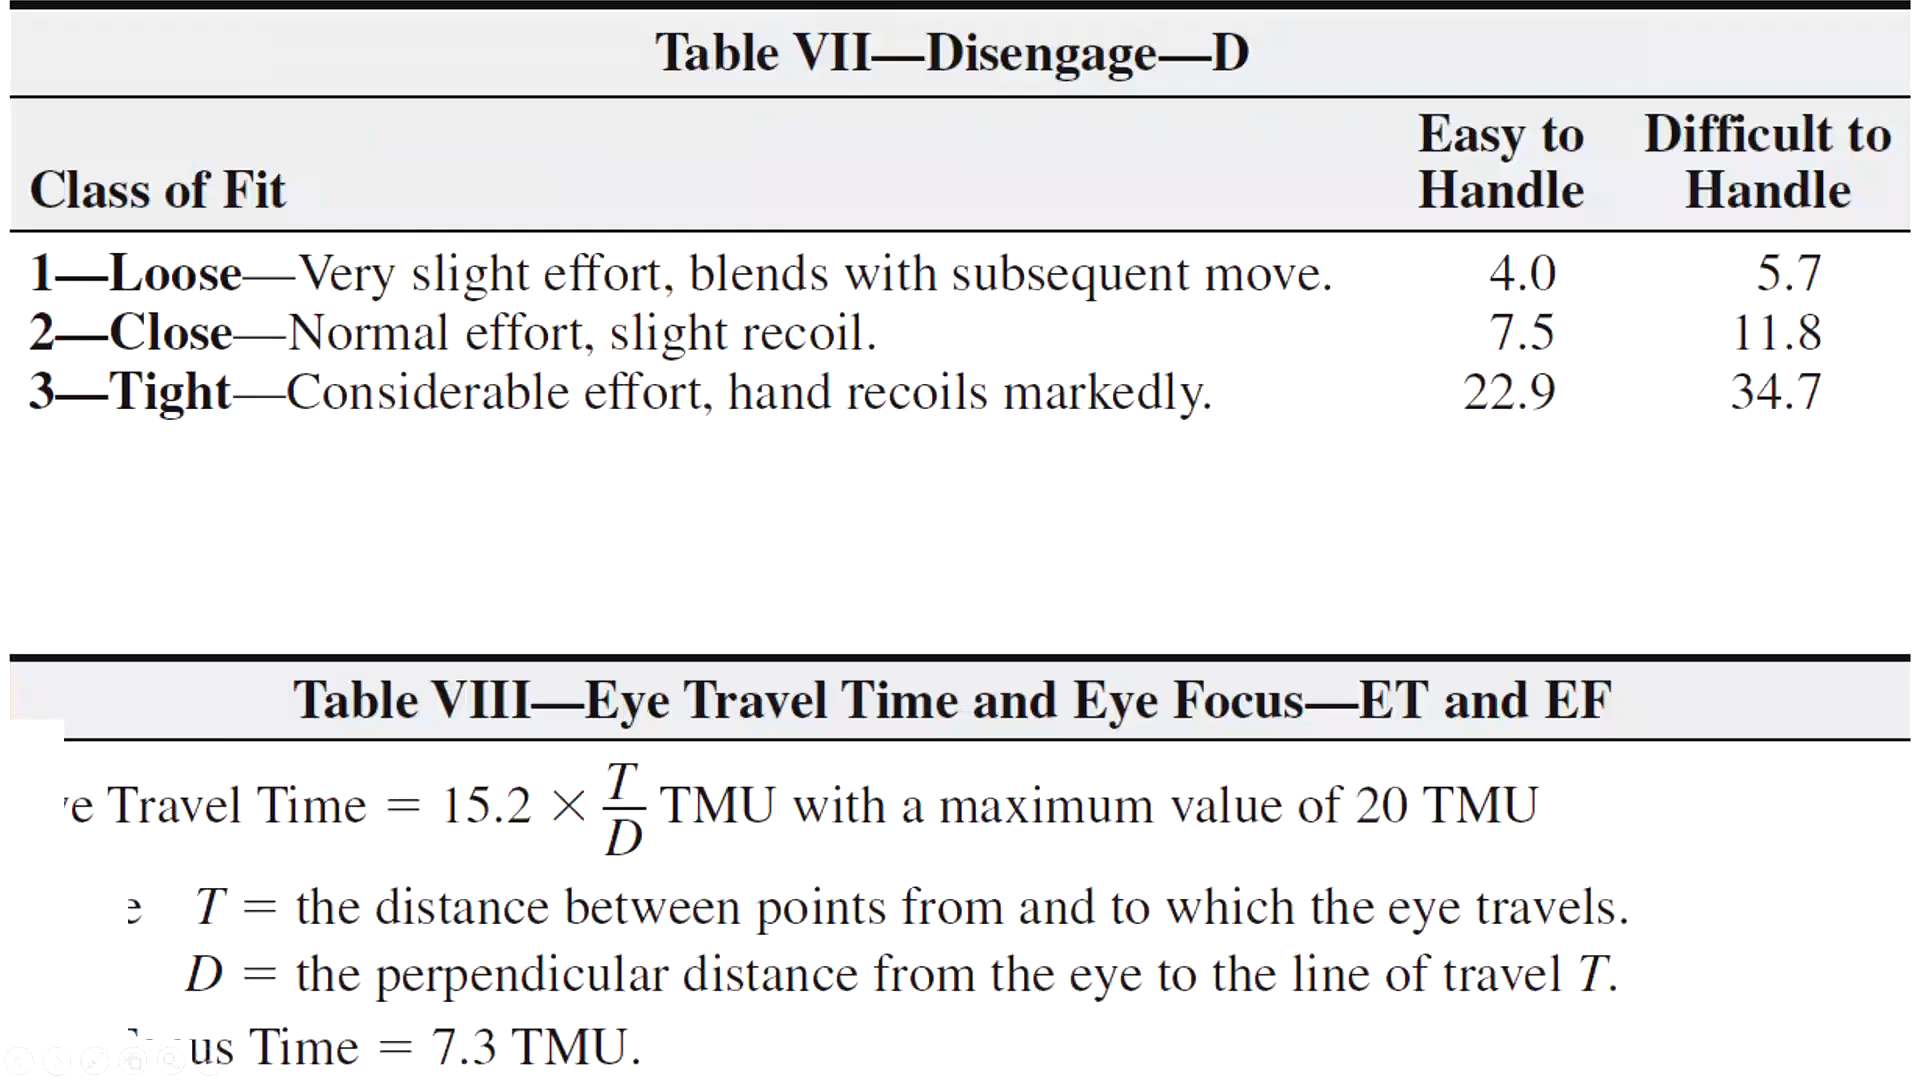 Table VII—Disengage—D
Class of Fit Easy to Handle Difficult to Handle
1—Loose—Very slight effort, blends with subsequent move. 4.0 5.7
2—Close—Normal effort, slight recoil. 7.5 11.8
3—Tight—Considerable effort, hand recoils markedly. 22.9 34.7
Table VIII—Eye Travel Time and Eye Focus—ET and EF
Travel Time = 15.2 × T/D TMU with a maximum value of 20 TMU
T = the distance between points from and to which the eye travels.
D = the perpendicular distance from the eye to the line of travel T.
Time = 7.3 TMU.